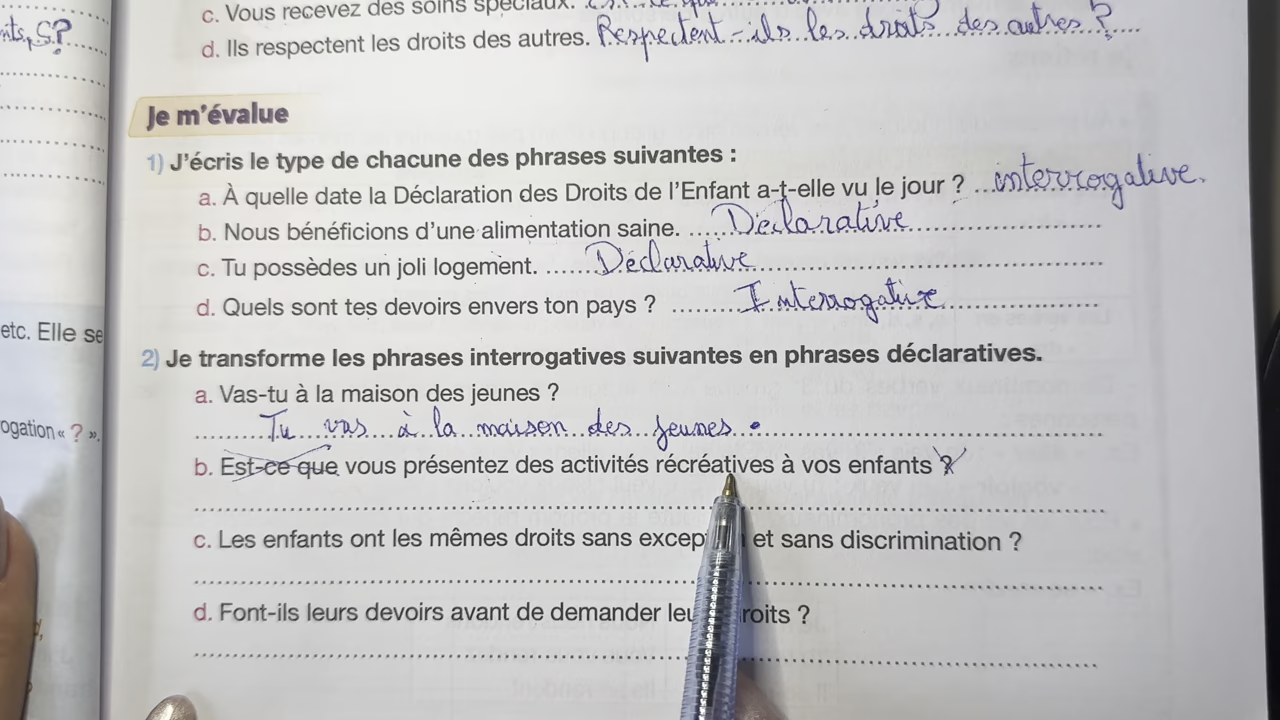 c. Vous recevez des soins spéciaux.
nts, S?
d. Ils respectent les droits des autres. Respectent-ils les droits des autres ?
Je m'évalue
1) J'écris le type de chacune des phrases suivantes :
a. À quelle date la Déclaration des Droits de l'Enfant a-t-elle vu le jour ? interrogative.
b. Nous bénéficions d'une alimentation saine. Déclarative
c. Tu possèdes un joli logement. Déclarative
d. Quels sont tes devoirs envers ton pays ? Interrogative
etc. Elle se
2) Je transforme les phrases interrogatives suivantes en phrases déclaratives.
a. Vas-tu à la maison des jeunes ?
ogation « ? ».
Tu vas à la maison des jeunes.
b. Est-ce que vous présentez des activités récréatives à vos enfants ?
c. Les enfants ont les mêmes droits sans excep et sans discrimination ?
d. Font-ils leurs devoirs avant de demander leu roits ?